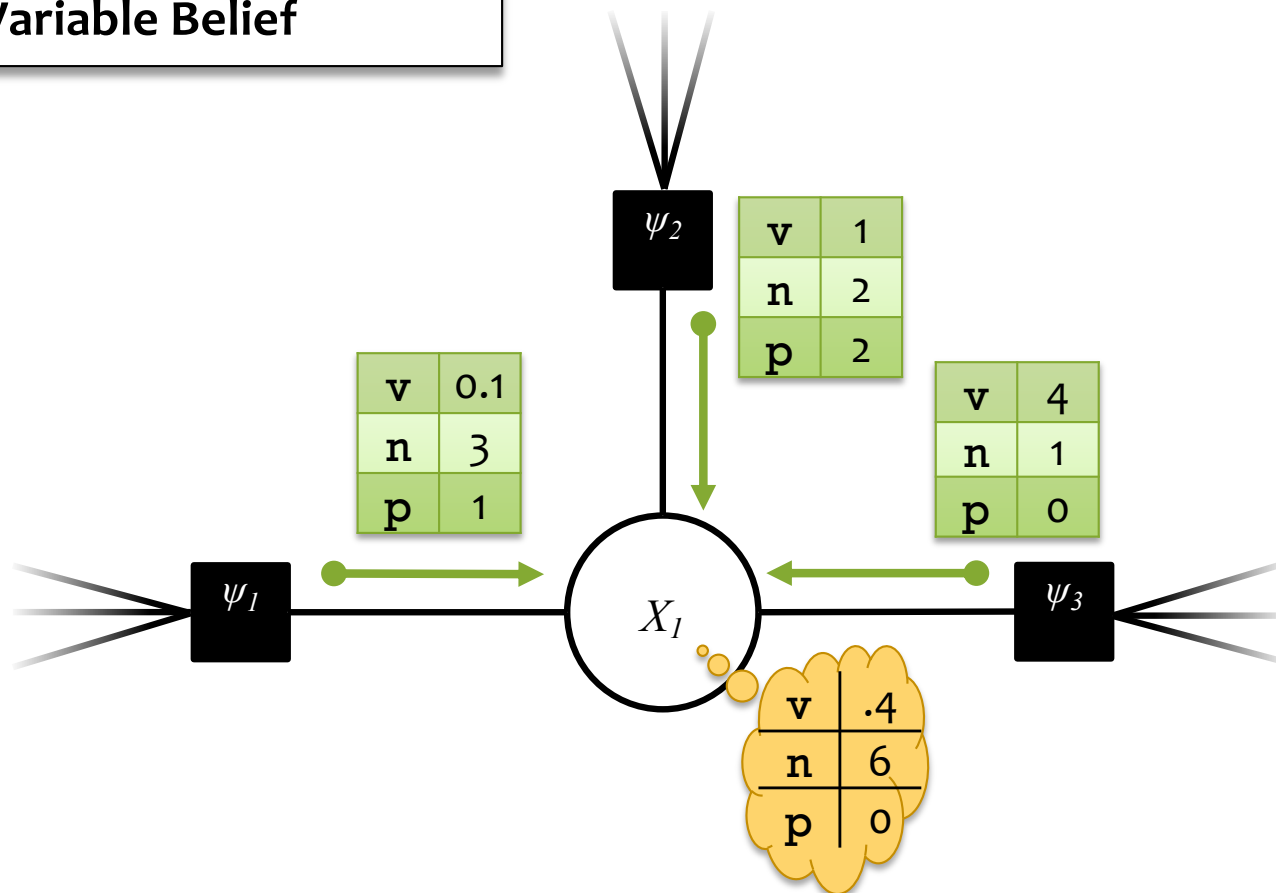 Variable Belief
ψ2
v 1
n 2
p 2
v 0.1
n 3
p 1
v 4
n 1
p 0
ψ1
X1
ψ3
v .4
n 6
p 0